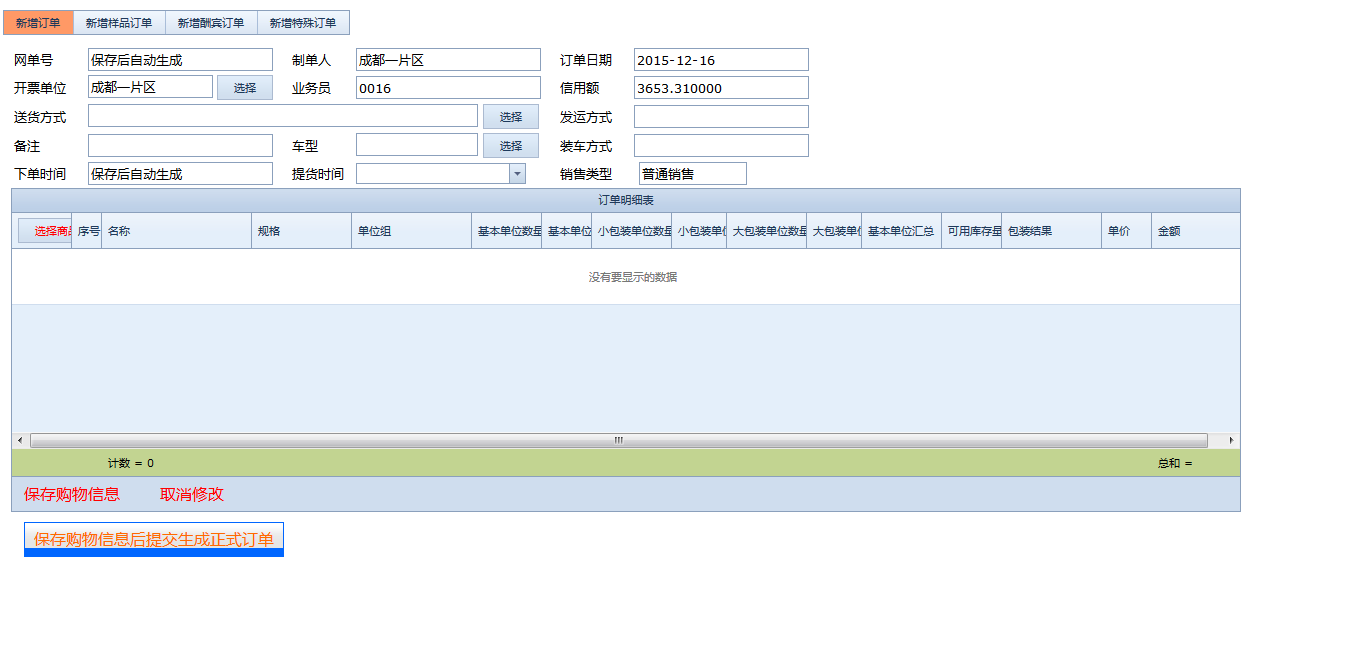 新增订单 新增样品订单 新增酬宾订单 新增特殊订单
网单号 保存后自动生成 制单人 成都一片区 订单日期 2015-12-16
开票单位 成都一片区 选择 业务员 0016 信用额 3653.310000
送货方式 选择 发运方式
备注 车型 选择 装车方式
下单时间 保存后自动生成 提货时间 销售类型 普通销售
订单明细表
选择商品 序号 名称 规格 单位组 基本单位数量 基本单位 小包装单位数量 小包装单位 大包装单位数量 大包装单位 基本单位汇总 可用库存量 包装结果 单价 金额
没有要显示的数据
计数 = 0 总和 =
保存购物信息 取消修改
保存购物信息后提交生成正式订单